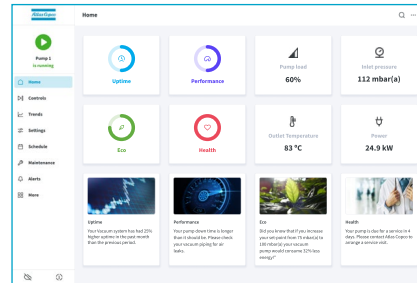 Atlas Copco
Home
Pump 1
is running
Home
Controls
Trends
Settings
Schedule
Maintenance
Alerts
More
Uptime
Performance
Pump load
60%
Inlet pressure
112 mbar(a)
Eco
Health
Outlet Temperature
83 °C
Power
24.9 kW
Uptime
Your Vacuum system has had 25%
higher uptime in the past month
than the previous period.
Performance
Your pump down time is longer
than it should be. Please check
your vacuum piping for air
leaks.
Eco
Did you know that if you increase
your set point from 75 mbar(a) to
100 mbar(a) your vacuum
pump would consume 32% less
energy?
Health
Your pump is due for a service in 4
days. Please contact Atlas Copco to
arrange a service visit.